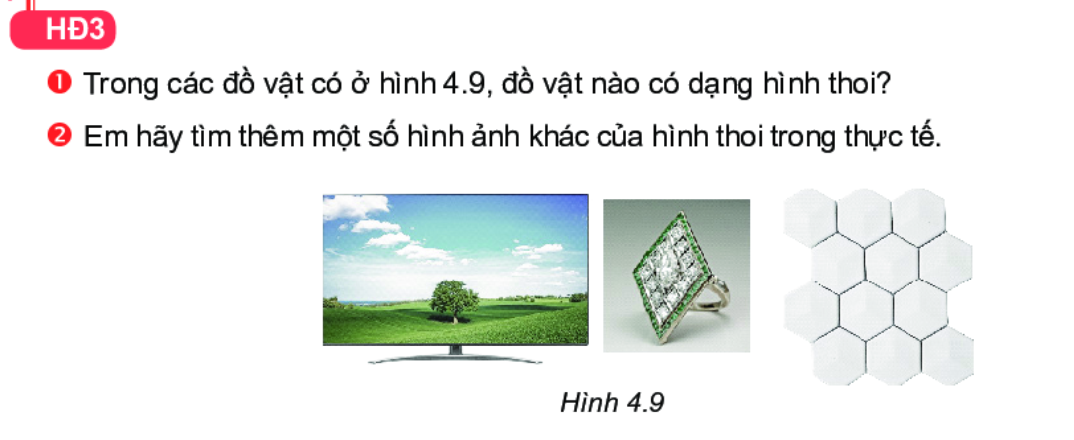 HĐ3
❶ Trong các đồ vật có ở hình 4.9, đồ vật nào có dạng hình thoi?
❷ Em hãy tìm thêm một số hình ảnh khác của hình thoi trong thực tế.
Hình 4.9